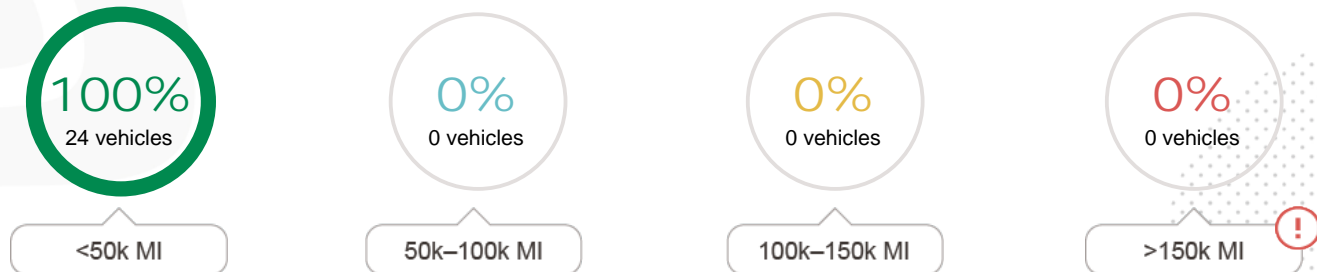 100%
24 vehicles
<50k MI
0%
0 vehicles
50k–100k MI
0%
0 vehicles
100k–150k MI
0%
0 vehicles
!
>150k MI